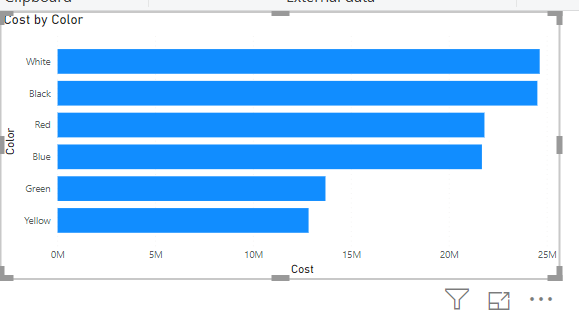 Clipboard
External data
Cost by Color
White
Black
Red
Blue
Green
Yellow
Color
0M 5M 10M 15M 20M 25M
Cost